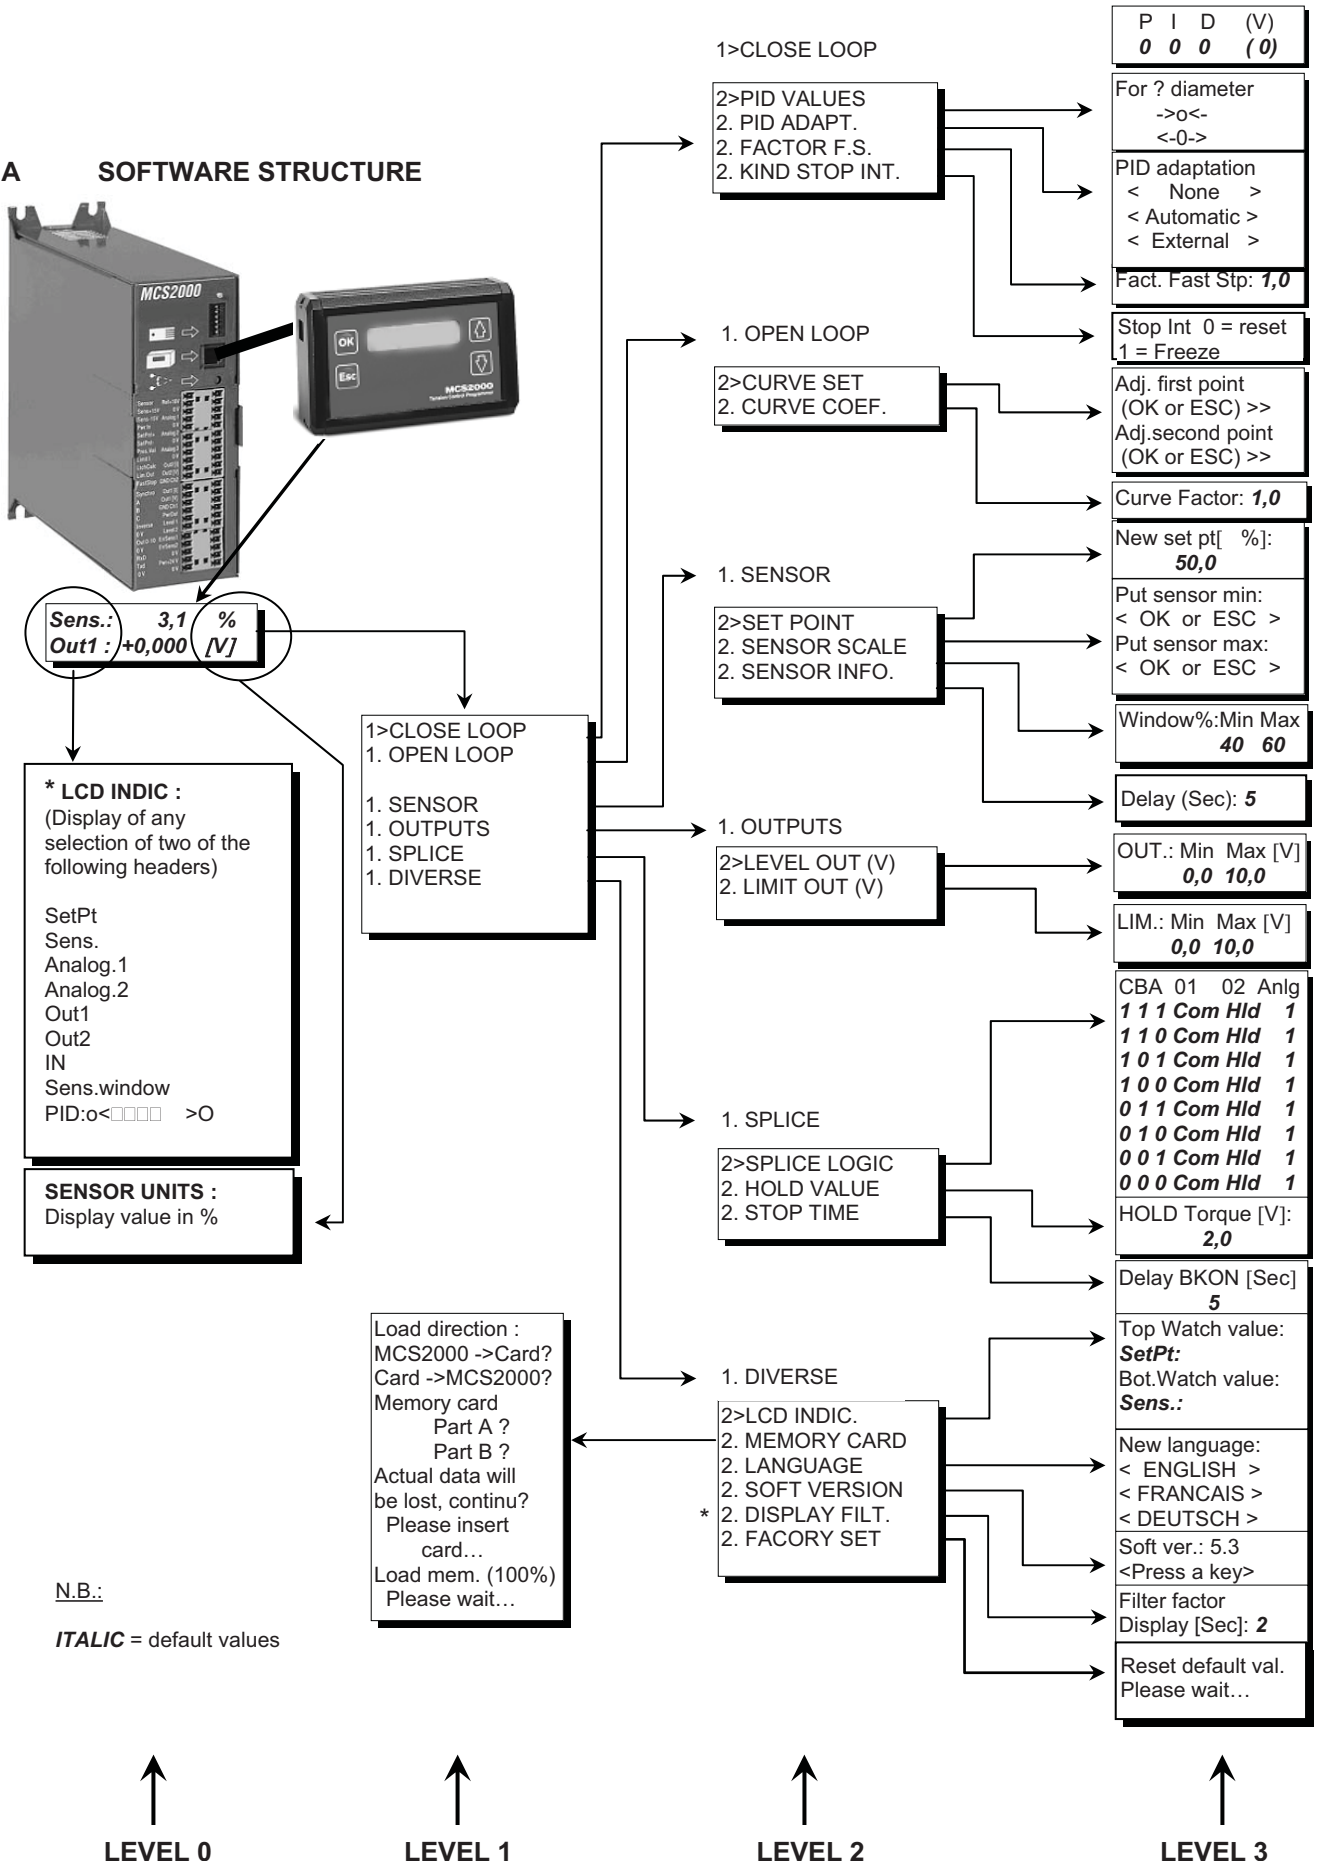 A SOFTWARE STRUCTURE
MCS2000
OK
Esc
MCS2000
Tension Control Programmer
Sens.: 3,1 %
Out1 : +0,000 [V]
* LCD INDIC :
(Display of any
selection of two of the
following headers)
SetPt
Sens.
Analog.1
Analog.2
Out1
Out2
IN
Sens.window
PID:o<□□□□ >O
SENSOR UNITS :
Display value in %
N.B.:
ITALIC = default values
1>CLOSE LOOP
1. OPEN LOOP
1. SENSOR
1. OUTPUTS
1. SPLICE
1. DIVERSE
Load direction :
MCS2000 ->Card?
Card ->MCS2000?
Memory card
Part A ?
Part B ?
Actual data will
be lost, continu?
Please insert
card...
Load mem. (100%)
Please wait...
1>CLOSE LOOP
2>PID VALUES
2. PID ADAPT.
2. FACTOR F.S.
2. KIND STOP INT.
1. OPEN LOOP
2>CURVE SET
2. CURVE COEF.
1. SENSOR
2>SET POINT
2. SENSOR SCALE
2. SENSOR INFO.
1. OUTPUTS
2>LEVEL OUT (V)
2. LIMIT OUT (V)
1. SPLICE
2>SPLICE LOGIC
2. HOLD VALUE
2. STOP TIME
1. DIVERSE
2>LCD INDIC.
2. MEMORY CARD
2. LANGUAGE
2. SOFT VERSION
* 2. DISPLAY FILT.
2. FACORY SET
P I D (V)
0 0 0 ( 0)
For ? diameter
->o<-
<-0->
PID adaptation
< None >
< Automatic >
< External >
Fact. Fast Stp: 1,0
Stop Int 0 = reset
1 = Freeze
Adj. first point
(OK or ESC) >>
Adj.second point
(OK or ESC) >>
Curve Factor: 1,0
New set pt[ %]:
50,0
Put sensor min:
< OK or ESC >
Put sensor max:
< OK or ESC >
Window%:Min Max
40 60
Delay (Sec): 5
OUT.: Min Max [V]
0,0 10,0
LIM.: Min Max [V]
0,0 10,0
CBA 01 02 Anlg
1 1 1 Com Hld 1
1 1 0 Com Hld 1
1 0 1 Com Hld 1
1 0 0 Com Hld 1
0 1 1 Com Hld 1
0 1 0 Com Hld 1
0 0 1 Com Hld 1
0 0 0 Com Hld 1
HOLD Torque [V]:
2,0
Delay BKON [Sec]
5
Top Watch value:
SetPt:
Bot.Watch value:
Sens.:
New language:
< ENGLISH >
< FRANCAIS >
< DEUTSCH >
Soft ver.: 5.3
<Press a key>
Filter factor
Display [Sec]: 2
Reset default val.
Please wait...
LEVEL 0
LEVEL 1
LEVEL 2
LEVEL 3